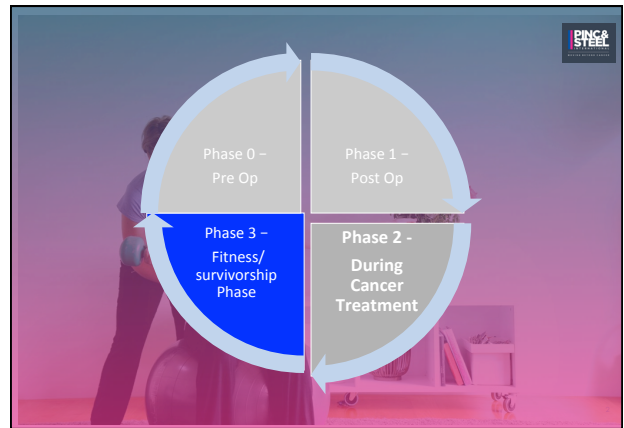 PINC&
STEEL
INTERNATIONAL
Phase 0 –
Pre Op
Phase 1 –
Post Op
Phase 3 –
Fitness/
survivorship
Phase
Phase 2 -
During
Cancer
Treatment